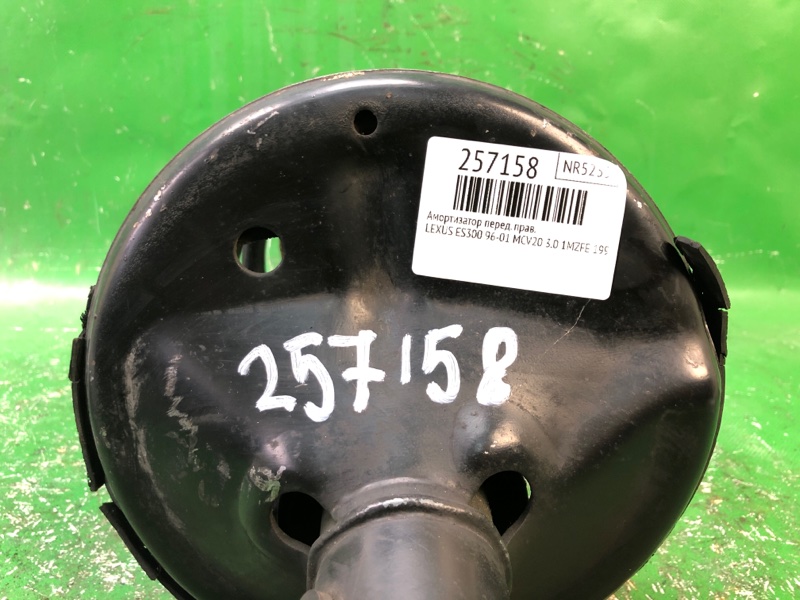 257158 NR525
Амортизатор перед. прав.
LEXUS ES300 96-01 MCV20 3.0 1MZFE 199
257158